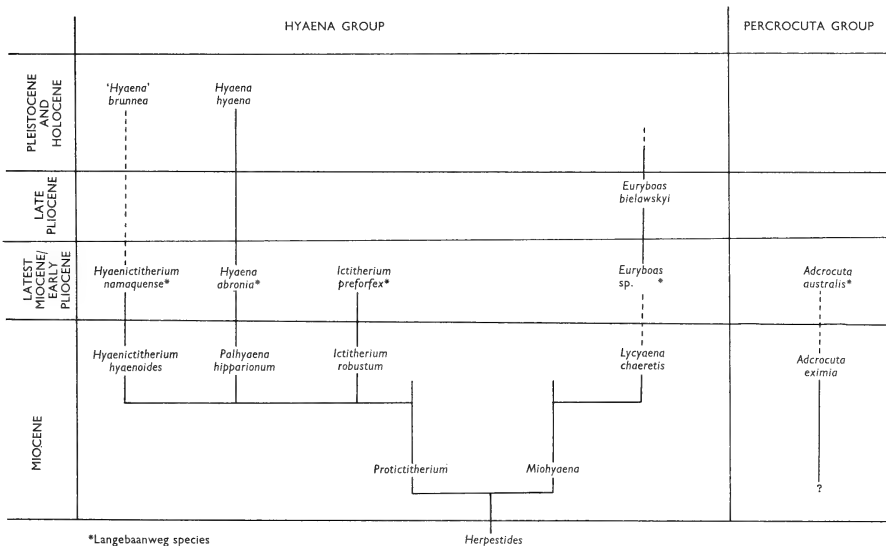 HYAENA GROUP
PERCROCUTA GROUP
PLEISTOCENE
AND
HOLOCENE
'Hyaena'
brunnea
Hyaena
hyaena
LATE
PLIOCENE
Euryboas
bielawskyi
LATEST
MIOCENE/
EARLY
PLIOCENE
Hyaenictitherium
namaquense*
Hyaena
abronia*
Ictitherium
preforfex*
Euryboas
sp. *
Adcrocuta
australis*
MIOCENE
Hyaenictitherium
hyaenoides
Palhyaena
hipparionum
Ictitherium
robustum
Lycyaena
chaeretis
Adcrocuta
eximia
Protictitherium
Miohyaena
?
*Langebaanweg species
Herpestides